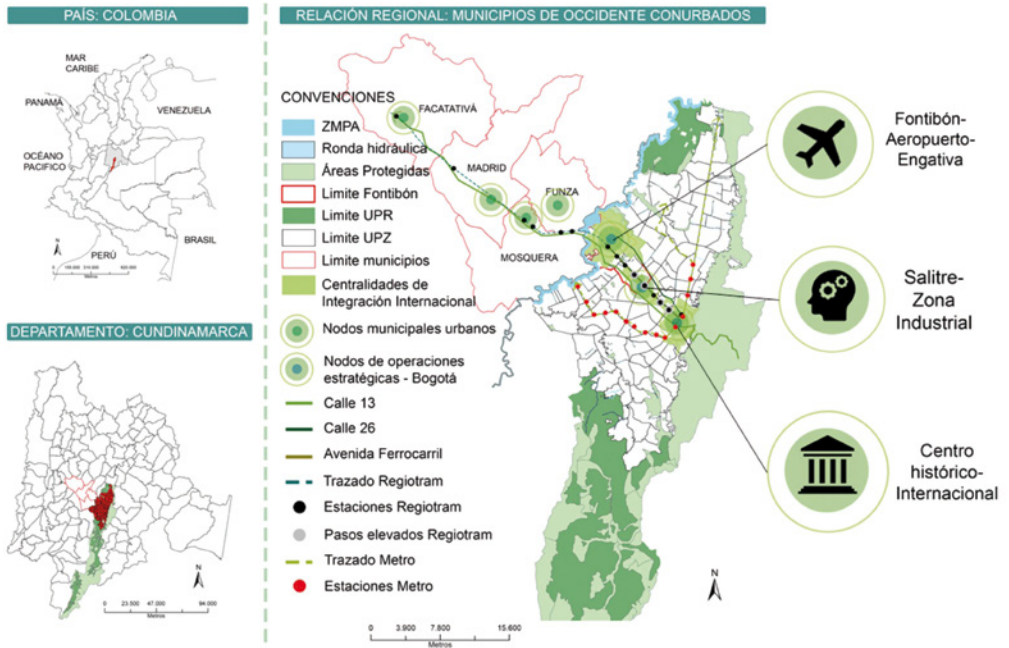 PAÍS: COLOMBIA
MAR
CARIBE
PANAMÁ
VENEZUELA
OCÉANO
PACIFICO
BRASIL
PERÚ
N
Metros
DEPARTAMENTO: CUNDINAMARCA
N
0 23.500 47.000 94.000
Metros
RELACIÓN REGIONAL: MUNICIPIOS DE OCCIDENTE CONURBADOS
CONVENCIONES
ZMPA
Ronda hidráulica
Áreas Protegidas
Limite Fontibón
Limite UPR
Limite UPZ
Limite municipios
Centralidades de
Integración Internacional
Nodos municipales urbanos
Nodos de operaciones
estratégicas - Bogotá
Calle 13
Calle 26
Avenida Ferrocarril
Trazado Regiotram
Estaciones Regiotram
Pasos elevados Regiotram
Trazado Metro
Estaciones Metro
FACATATIVÁ
MADRID
FUNZA
MOSQUERA
N
0 3.900 7.800 15.600
Metros
Fontibón-
Aeropuerto-
Engativa
Salitre-
Zona
Industrial
Centro
histórico-
Internacional